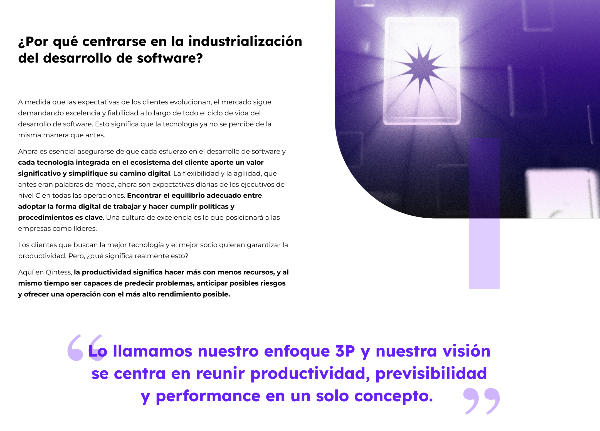 ¿Por qué centrarse en la industrialización
del desarrollo de software?
A medida que las expectativas de los clientes evolucionan, el mercado sigue
demandando excelencia y fiabilidad a lo largo de todo el ciclo de vida del
desarrollo de software. Esto significa que la tecnología ya no se percibe de la
misma manera que antes.
Ahora es esencial asegurarse de que cada esfuerzo en el desarrollo de software y
cada tecnología integrada en el ecosistema del cliente aporte un valor
significativo y simplifique su camino digital. La flexibilidad y la agilidad, que
antes eran palabras de moda, ahora son expectativas diarias de los ejecutivos de
nivel C en todas las operaciones. Encontrar el equilibrio adecuado entre
adoptar la forma digital de trabajar y hacer cumplir políticas y
procedimientos es clave. Una cultura de excelencia es lo que posicionará a las
empresas como líderes.
Los clientes que buscan la mejor tecnología y el mejor socio quieren garantizar la
productividad. Pero, ¿qué significa realmente esto?
Aquí en Qintess, la productividad significa hacer más con menos recursos, y al
mismo tiempo ser capaces de predecir problemas, anticipar posibles riesgos
y ofrecer una operación con el más alto rendimiento posible.
“Lo llamamos nuestro enfoque 3P y nuestra visión
se centra en reunir productividad, previsibilidad
y performance en un solo concepto.”